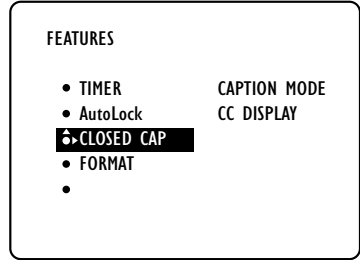 FEATURES
• TIMER CAPTION MODE
• AutoLock CC DISPLAY
CLOSED CAP
• FORMAT
•